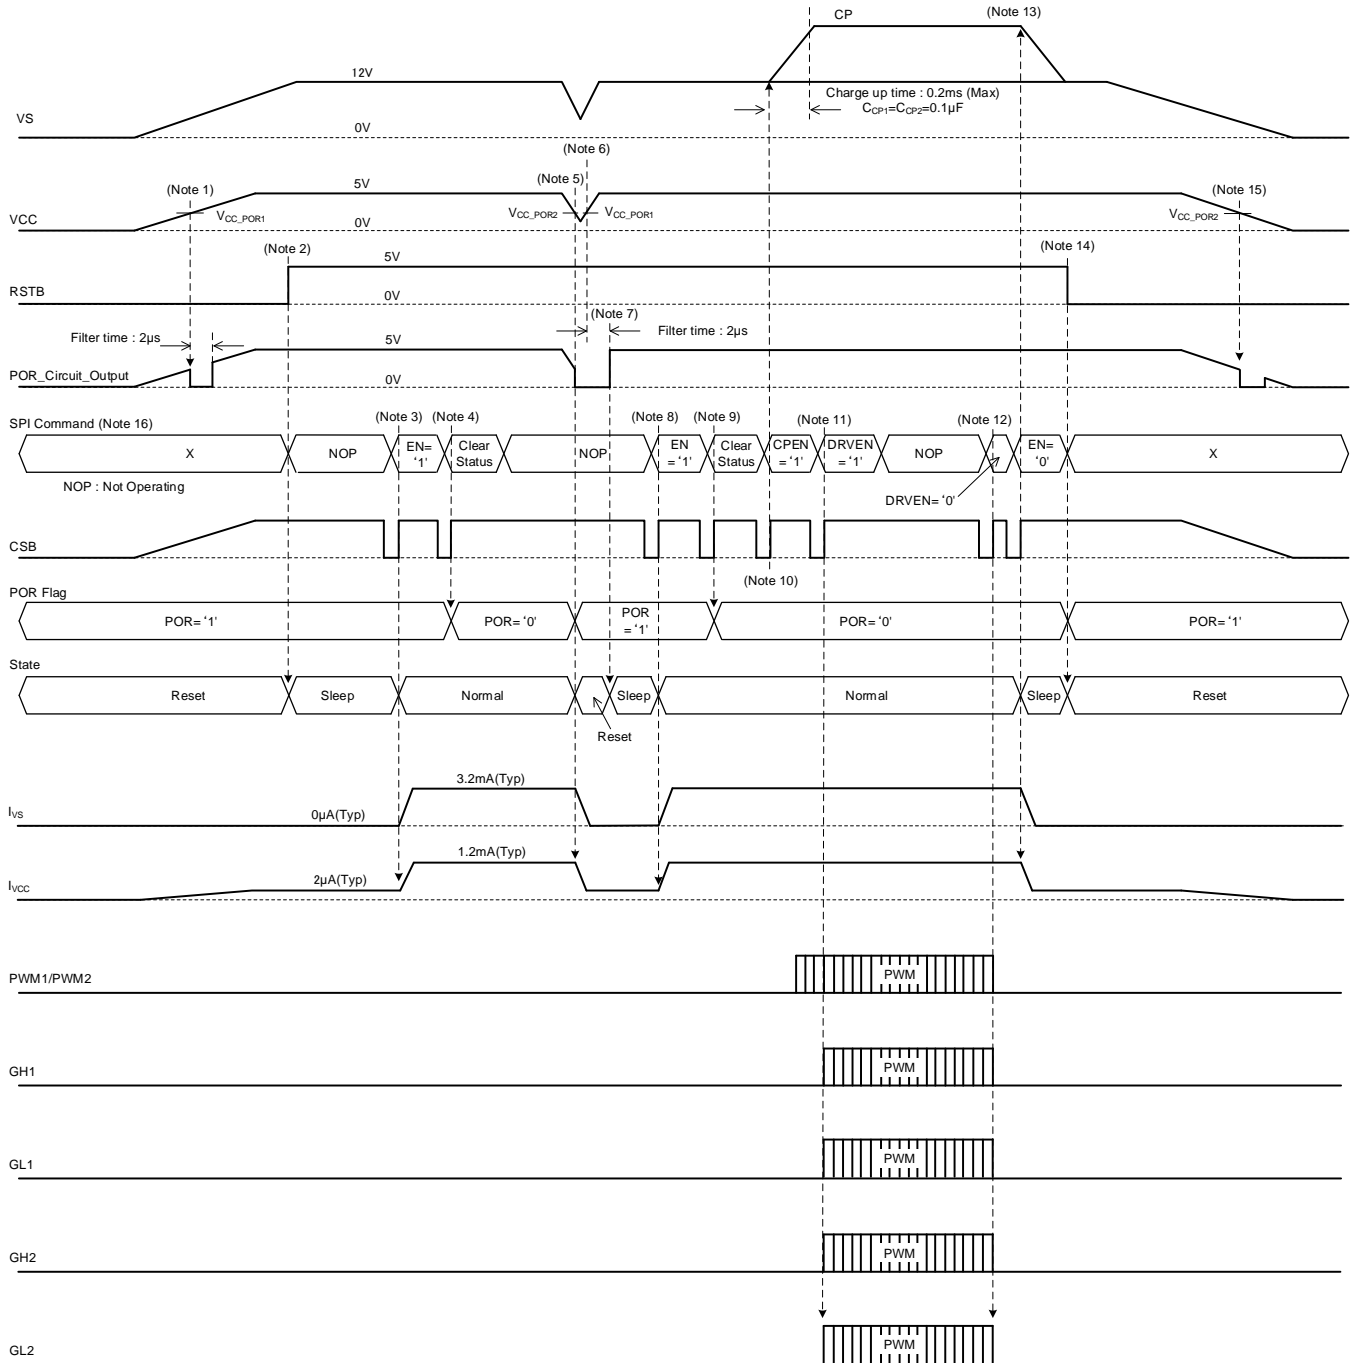 CP
(Note 13)
12V
Charge up time : 0.2ms (Max)
CCP1=CCP2=0.1µF
VS
0V
(Note 6)
(Note 1)
5V
(Note 5)
(Note 15)
VCC
VCC_POR1
VCC_POR2
VCC_POR1
VCC_POR2
0V
(Note 2)
(Note 14)
5V
RSTB
0V
(Note 7)
Filter time : 2µs
5V
Filter time : 2µs
POR_Circuit_Output
0V
SPI Command (Note 16)
(Note 3)
(Note 4)
(Note 8)
(Note 9)
(Note 11)
(Note 12)
X
NOP
EN=
‘1’
Clear
Status
NOP
EN
=‘1’
Clear
Status
CPEN
=‘1’
DRVEN
=‘1’
NOP
EN=
‘0’
X
NOP : Not Operating
DRVEN=‘0’
CSB
(Note 10)
POR Flag
POR=‘1’
POR=‘0’
POR
=‘1’
POR=‘0’
POR=‘1’
State
Reset
Sleep
Normal
Sleep
Normal
Sleep
Reset
Reset
3.2mA(Typ)
IVS
0µA(Typ)
1.2mA(Typ)
IVCC
2µA(Typ)
PWM1/PWM2
PWM
GH1
PWM
GL1
PWM
GH2
PWM
GL2
PWM